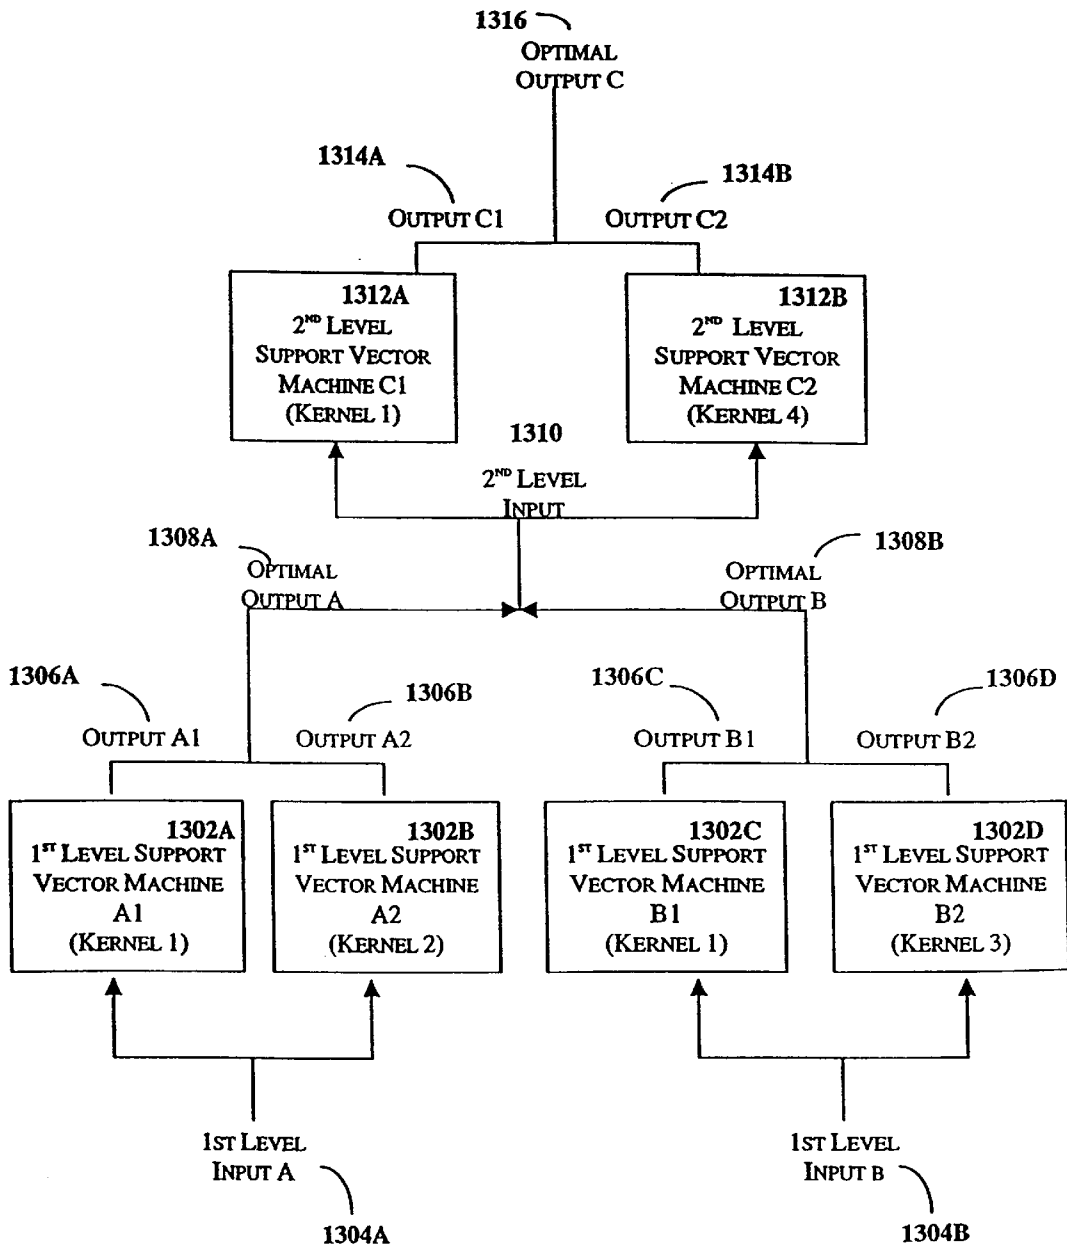 1316
OPTIMAL
OUTPUT C
1314A
1314B
OUTPUT C1
OUTPUT C2
1312A
2ND LEVEL
SUPPORT VECTOR
MACHINE C1
(KERNEL 1)
1312B
2ND LEVEL
SUPPORT VECTOR
MACHINE C2
(KERNEL 4)
1310
2ND LEVEL
INPUT
1308A
OPTIMAL
OUTPUT A
1308B
OPTIMAL
OUTPUT B
1306A
1306B
1306C
1306D
OUTPUT A1
OUTPUT A2
OUTPUT B1
OUTPUT B2
1302A
1ST LEVEL SUPPORT
VECTOR MACHINE
A1
(KERNEL 1)
1302B
1ST LEVEL SUPPORT
VECTOR MACHINE
A2
(KERNEL 2)
1302C
1ST LEVEL SUPPORT
VECTOR MACHINE
B1
(KERNEL 1)
1302D
1ST LEVEL SUPPORT
VECTOR MACHINE
B2
(KERNEL 3)
1ST LEVEL
INPUT A
1304A
1ST LEVEL
INPUT B
1304B